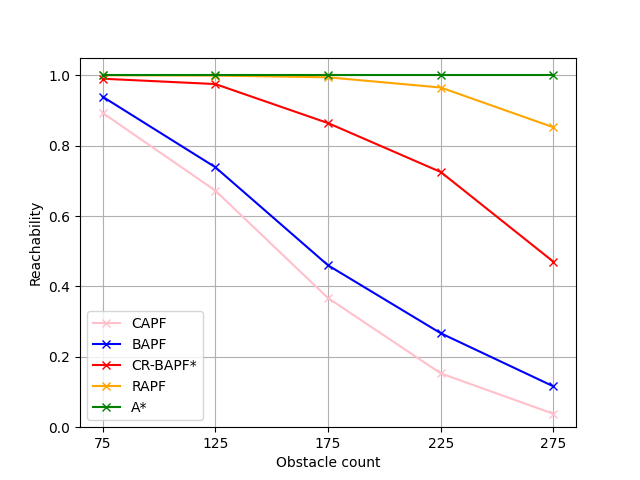 1.0
0.8
0.6
0.4
0.2
0.0
Reachability
CAPF
BAPF
CR-BAPF*
RAPF
A*
75 125 175 225 275
Obstacle count